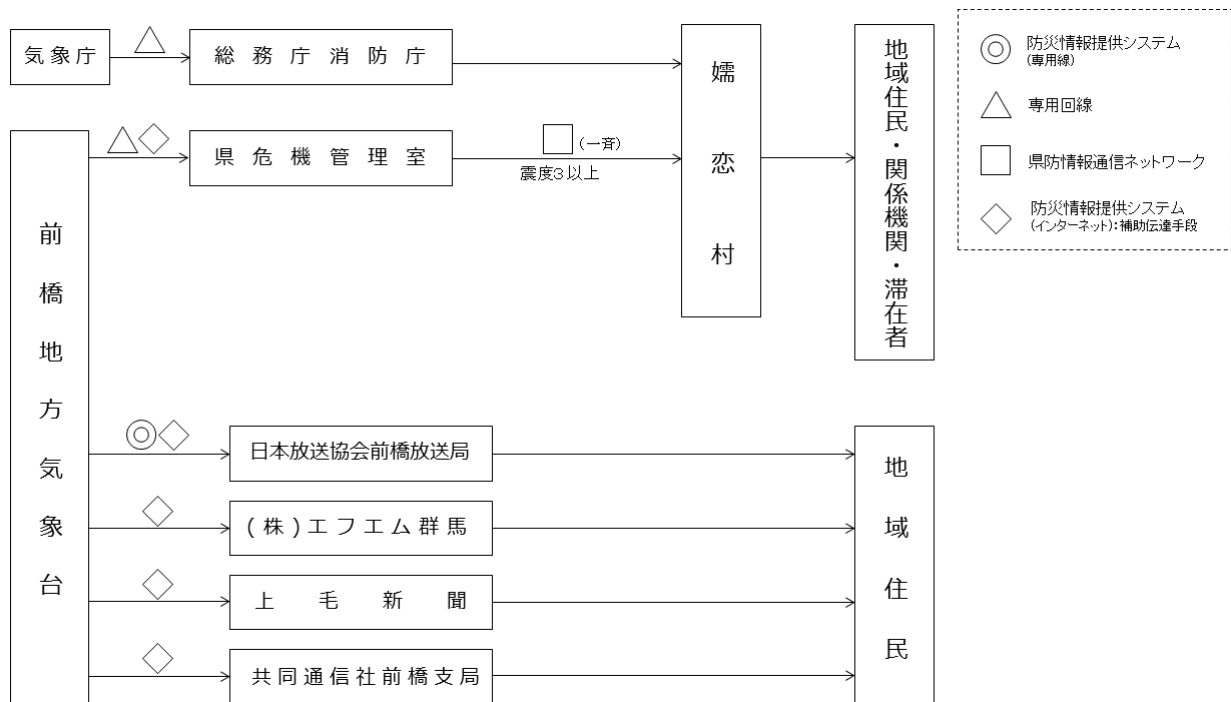 気象庁
総務庁消防庁
前橋地方気象台
県危機管理室
(一斉)
震度3以上
嬬恋村
地域住民・関係機関・滞在者
日本放送協会前橋放送局
(株)エフエム群馬
上毛新聞
共同通信社前橋支局
地域住民
防災情報提供システム
(専用線)
専用回線
県防情報通信ネットワーク
防災情報提供システム
(インターネット):補助伝達手段